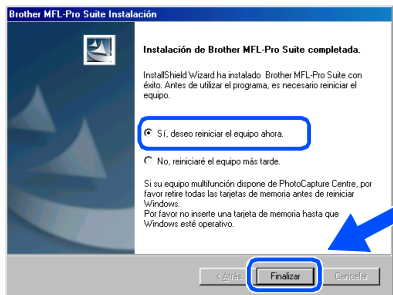 Brother MFL-Pro Suite Instalación
Instalación de Brother MFL-Pro Suite completada.
InstallShield Wizard ha instalado Brother MFL-Pro Suite con
éxito. Antes de utilizar el programa, es necesario reiniciar el
equipo.
Sí, deseo reiniciar el equipo ahora.
No, reiniciaré el equipo más tarde.
Si su equipo multifunción dispone de PhotoCapture Centre, por
favor retire todas las tarjetas de memoria antes de reiniciar
Windows.
Por favor no inserte una tarjeta de memoria hasta que
Windows esté operativo.
< Atrás Finalizar Cancelar